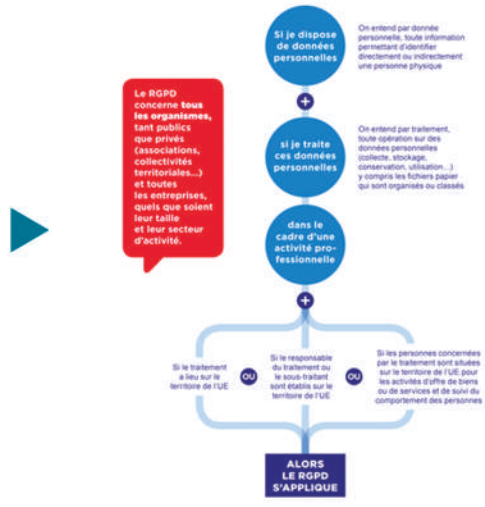 Si je dispose
de données
personnelles
On entend par donnée
personnelle, toute information
permettant d'identifier
directement ou indirectement
une personne physique
+
Le RGPD
concerne tous
les organismes,
tant publics
que privés
(associations,
collectivités
territoriales...)
et toutes
les entreprises,
quels que soient
leur taille
et leur secteur
d'activité.
si je traite
ces données
personnelles
On entend par traitement,
toute opération sur des
données personnelles
(collecte, stockage,
conservation, utilisation...)
y compris les fichiers papier
qui sont organisés ou classés
dans le
cadre d'une
activité pro-
fessionnelle
+
Si le traitement
a lieu sur le
territoire de l'UE
OU
Si le responsable
du traitement ou
le sous-traitant
sont établis sur le
territoire de l'UE
OU
Si les personnes concernées
par le traitement sont situées
sur le territoire de l'UE pour
les activités d'offre de biens
ou de services et de suivi du
comportement des personnes
ALORS
LE RGPD
S'APPLIQUE